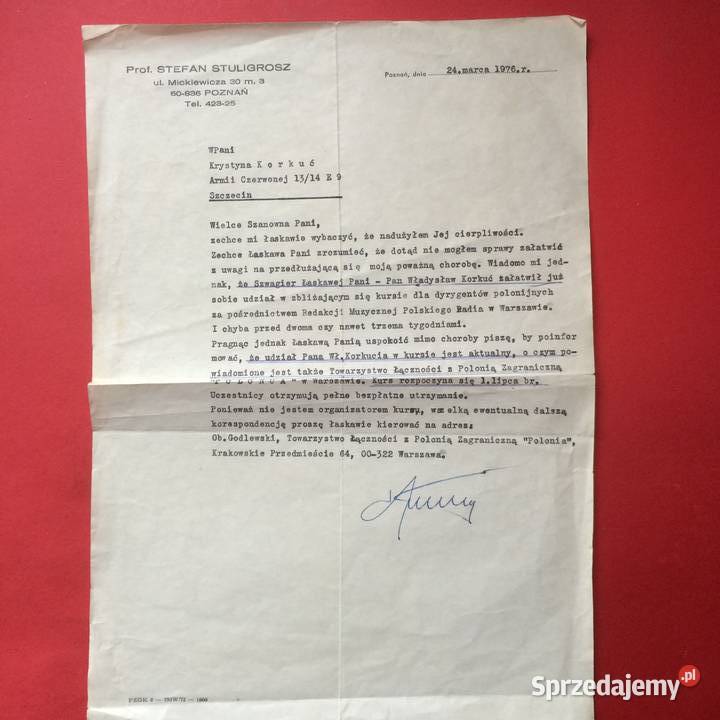 Prof. STEFAN STULIGROSZ
ul. Mickiewicza 30 m. 3
60-836 POZNAŃ
Tel. 423-25
Poznań, dnia 24.marca 1976.r.
WPani
Krystyna K o r k u ć
Armii Czerwonej 13/14 E 9
Szczecin
Wielce Szanowna Pani,
zechce mi łaskawie wybaczyć, że nadużyłem Jej cierpliwości.
Zechce Łaskawa Pani zrozumieć, że dotąd nie mogłem sprawy załatwić
z uwagi na przedłużającą się moją poważną chorobę. Wiadomo mi jed-
nak, że Szwagier Łaskawej Pani - Pan Władysław Korkuć załatwił już
sobie udział w zbliżającym się kursie dla dyrygentów polonijnych
za pośrednictwem Redakcji Muzycznej Polskiego Radia w Warszawie.
I chyba przed dwoma czy nawet trzema tygodniami.
Pragnąc jednak Łaskawą Panią uspokoić mimo choroby piszę, by poinfor
mować, że udział Pana Wł.Korkucia w kursie jest aktualny, o czym po-
wiadomione jest także Towarzystwo Łączności z Polonią Zagraniczną
"POLONIA" w Warszawie. Kurs rozpoczyna się 1.lipca br.
Uczestnicy otrzymują pełne bezpłatne utrzymanie.
Ponieważ nie jestem organizatorem kursu, wszelką ewentualną dalszą
korespondencję proszę łaskawie kierować na adres:
Ob.Godlewski, Towarzystwo Łączności z Polonią Zagraniczną "Polonia",
Krakowskie Przedmieście 64, 00-322 Warszawa.
Sprzedajemy.pl